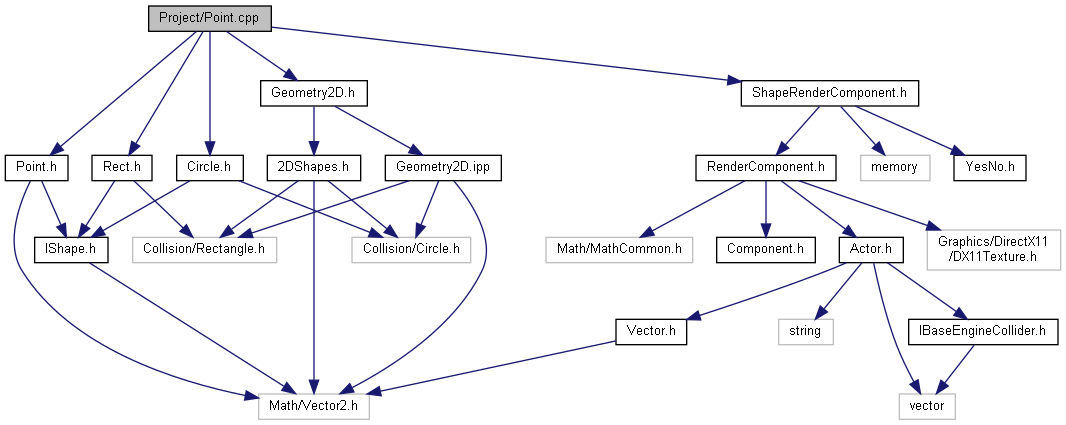 Project/Point.cpp
Geometry2D.h
ShapeRenderComponent.h
Point.h
Rect.h
Circle.h
2DShapes.h
Geometry2D.ipp
RenderComponent.h
memory
YesNo.h
IShape.h
Collision/Rectangle.h
Collision/Circle.h
Math/MathCommon.h
Component.h
Actor.h
Graphics/DirectX11
/DX11Texture.h
Vector.h
string
IBaseEngineCollider.h
Math/Vector2.h
vector